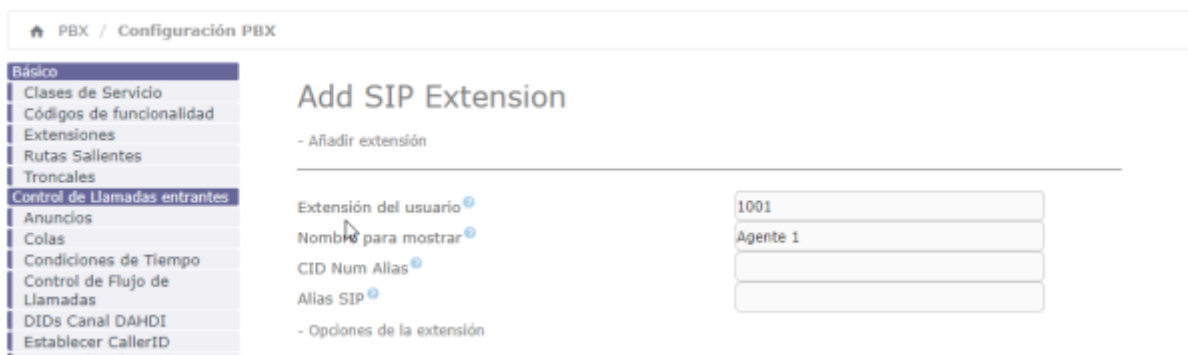 PBX / Configuración PBX
Básico
Clases de Servicio
Códigos de funcionalidad
Extensiones
Rutas Salientes
Troncales
Control de Llamadas entrantes
Anuncios
Colas
Condiciones de Tiempo
Control de Flujo de
Llamadas
DIDs Canal DAHDI
Establecer CallerID
Add SIP Extension
- Añadir extensión
Extensión del usuario 1001
Nombre para mostrar Agente 1
CID Num Alias
Alias SIP
- Opciones de la extensión